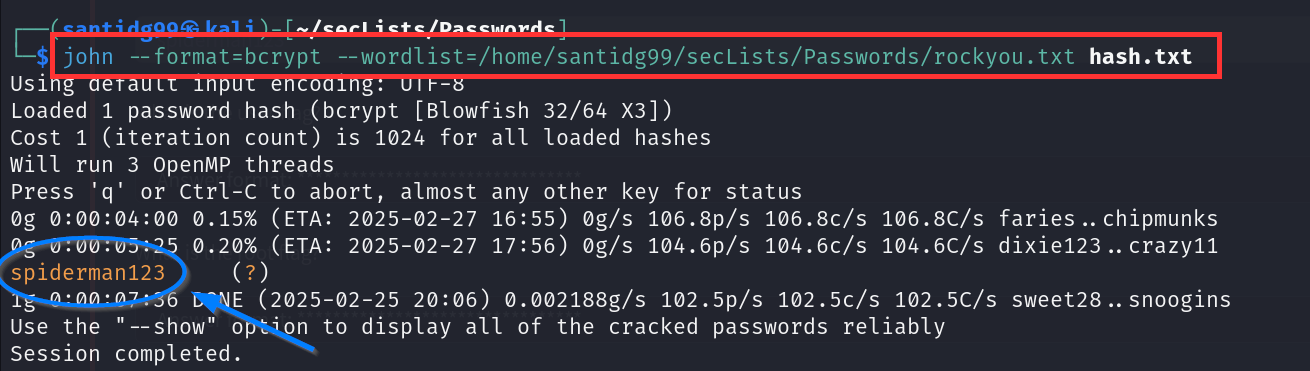 ┌──(santidg99㉿kali)-[~/secLists/Passwords]
└─$ john --format=bcrypt --wordlist=/home/santidg99/secLists/Passwords/rockyou.txt hash.txt
Using default input encoding: UTF-8
Loaded 1 password hash (bcrypt [Blowfish 32/64 X3])
Cost 1 (iteration count) is 1024 for all loaded hashes
Will run 3 OpenMP threads
Press 'q' or Ctrl-C to abort, almost any other key for status
0g 0:00:04:00 0.15% (ETA: 2025-02-27 16:55) 0g/s 106.8p/s 106.8c/s 106.8C/s faries..chipmunks
0g 0:00:05:25 0.20% (ETA: 2025-02-27 17:56) 0g/s 104.6p/s 104.6c/s 104.6C/s dixie123..crazy11
spiderman123     (?)
1g 0:00:07:36 DONE (2025-02-25 20:06) 0.002188g/s 102.5p/s 102.5c/s 102.5C/s sweet28..snoogins
Use the "--show" option to display all of the cracked passwords reliably
Session completed.